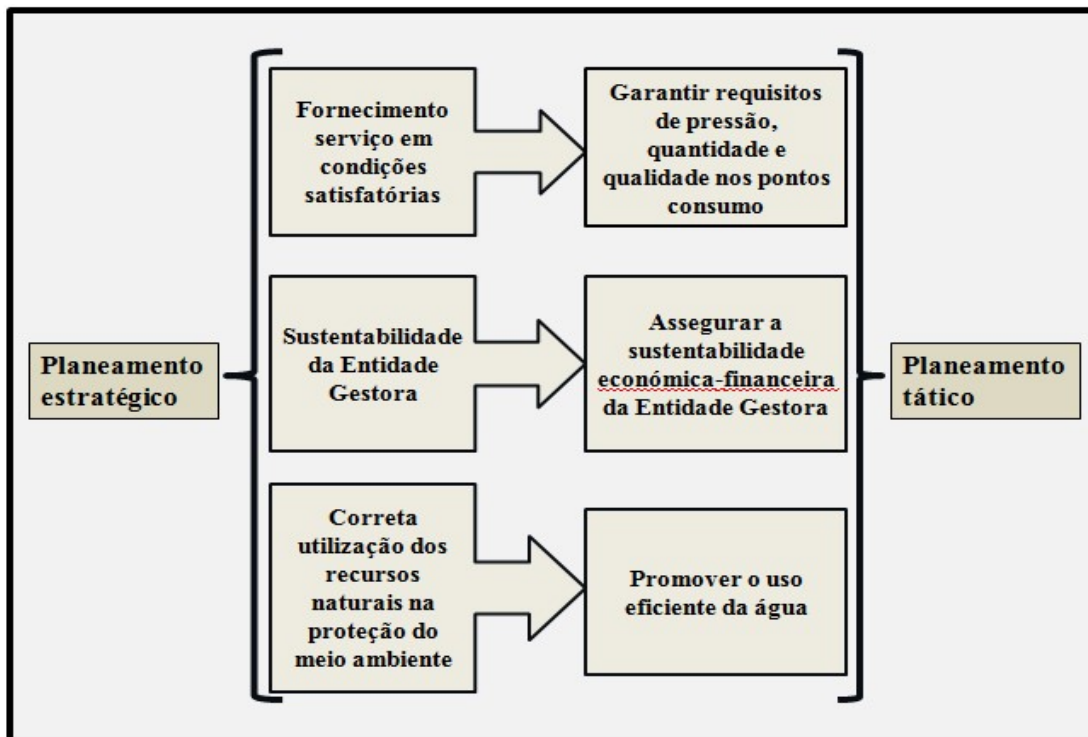 Planeamento
estratégico
Fornecimento
serviço em
condições
satisfatórias
Garantir requisitos
de pressão,
quantidade e
qualidade nos pontos
consumo
Sustentabilidade
da Entidade
Gestora
Assegurar a
sustentabilidade
económica-financeira
da Entidade Gestora
Correta
utilização dos
recursos
naturais na
proteção do
meio ambiente
Promover o uso
eficiente da água
Planeamento
tático